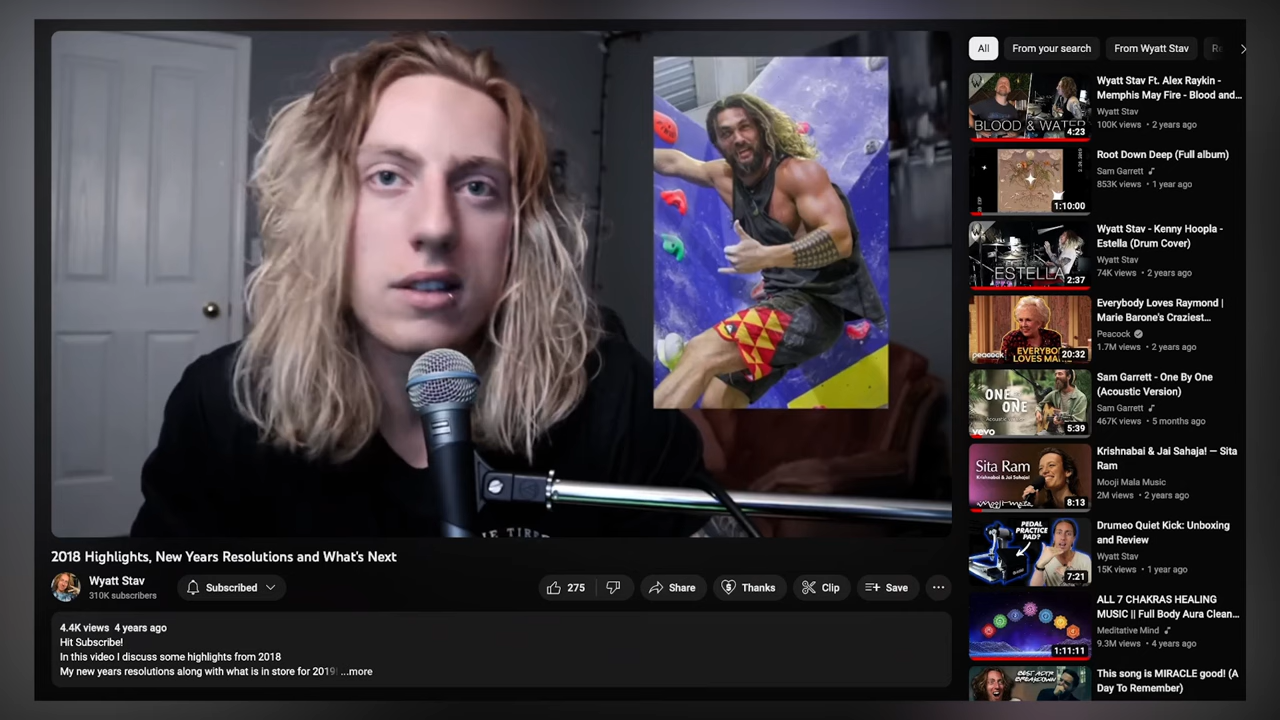 2018 Highlights, New Years Resolutions and What's Next
Wyatt Stav
310K subscribers
Subscribed
275
Share
Thanks
Clip
Save
4.4K views 4 years ago
Hit Subscribe!
In this video I discuss some highlights from 2018
My new years resolutions along with what is in store for 2019! ...more
All
From your search
From Wyatt Stav
BLOOD & WATER
4:23
Wyatt Stav Ft. Alex Raykin -
Memphis May Fire - Blood and...
Wyatt Stav
100K views • 2 years ago
1:10:00
Root Down Deep (Full album)
Sam Garrett
853K views • 1 year ago
ESTELLA
2:37
Wyatt Stav - Kenny Hoopla -
Estella (Drum Cover)
Wyatt Stav
74K views • 2 years ago
peacock
20:32
Everybody Loves Raymond |
Marie Barone's Craziest...
Peacock
1.7M views • 2 years ago
ONE
ONE
vevo
5:39
Sam Garrett - One By One
(Acoustic Version)
Sam Garrett
467K views • 5 months ago
Sita Ram
Krishnabai & Jai Sahaja!
8:13
Krishnabai & Jai Sahaja! — Sita
Ram
Mooji Mala Music
2M views • 2 years ago
PEDAL
PRACTICE
PAD?
7:21
Drumeo Quiet Kick: Unboxing
and Review
Wyatt Stav
15K views • 1 year ago
1:11:11
ALL 7 CHAKRAS HEALING
MUSIC || Full Body Aura Clean...
Meditative Mind
9.3M views • 4 years ago
BEST ADTR
BREAKDOWN
This song is MIRACLE good! (A
Day To Remember)